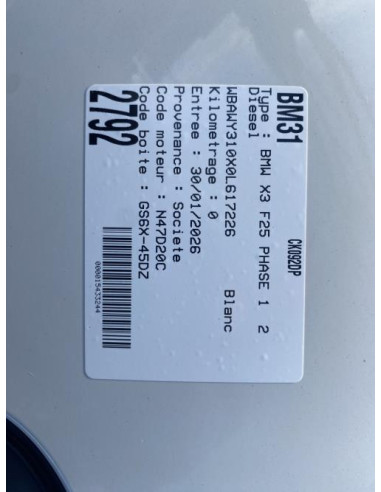 BM31 CK092DP
Type : BMW X3 F25 PHASE 1 2
Diesel
WBAWY310X0L617226 Blanc
Kilometrage : 0
Entree : 30/01/2026
Provenance : Societe
Code moteur : N47D20C
Code boite : GS6X-45DZ
2792
000015433244